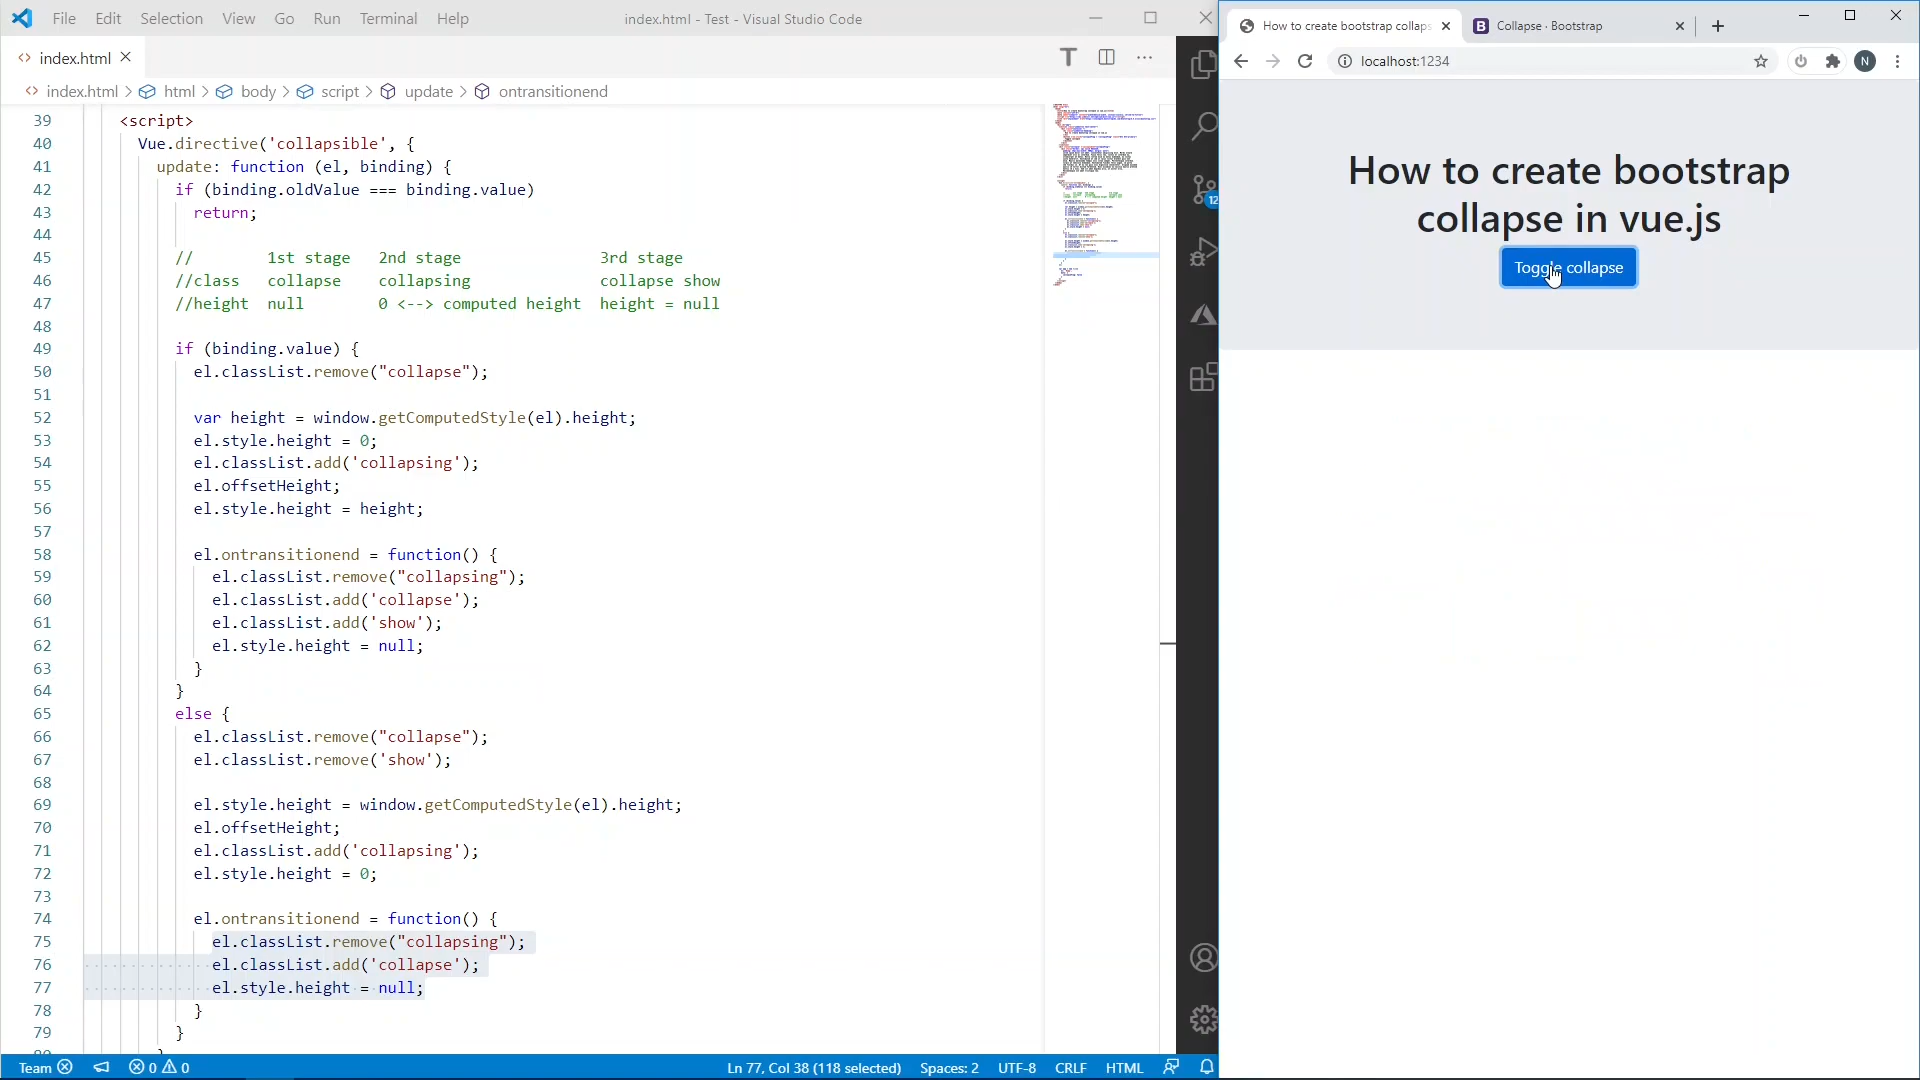 File Edit Selection View Go Run Terminal Help
index.html - Test - Visual Studio Code
index.html
index.html > html > body > script > update > ontransitionend
39 <script>
40 Vue.directive('collapsible', {
41 update: function (el, binding) {
42 if (binding.oldValue === binding.value)
43 return;
44
45 // 1st stage 2nd stage 3rd stage
46 //class collapse collapsing collapse show
47 //height null 0 <--> computed height height = null
48
49 if (binding.value) {
50 el.classList.remove("collapse");
51
52 var height = window.getComputedStyle(el).height;
53 el.style.height = 0;
54 el.classList.add('collapsing');
55 el.offsetHeight;
56 el.style.height = height;
57
58 el.ontransitionend = function() {
59 el.classList.remove("collapsing");
60 el.classList.add('collapse');
61 el.classList.add('show');
62 el.style.height = null;
63 }
64 }
65 else {
66 el.classList.remove("collapse");
67 el.classList.remove('show');
68
69 el.style.height = window.getComputedStyle(el).height;
70 el.offsetHeight;
71 el.classList.add('collapsing');
72 el.style.height = 0;
73
74 el.ontransitionend = function() {
75 el.classList.remove("collapsing");
76 el.classList.add('collapse');
77 el.style.height = null;
78 }
79 }
12
Team 0 0 Ln 77, Col 38 (118 selected) Spaces: 2 UTF-8 CRLF HTML
How to create bootstrap collaps
B Collapse · Bootstrap
localhost:1234
N
How to create bootstrap
collapse in vue.js
Toggle collapse